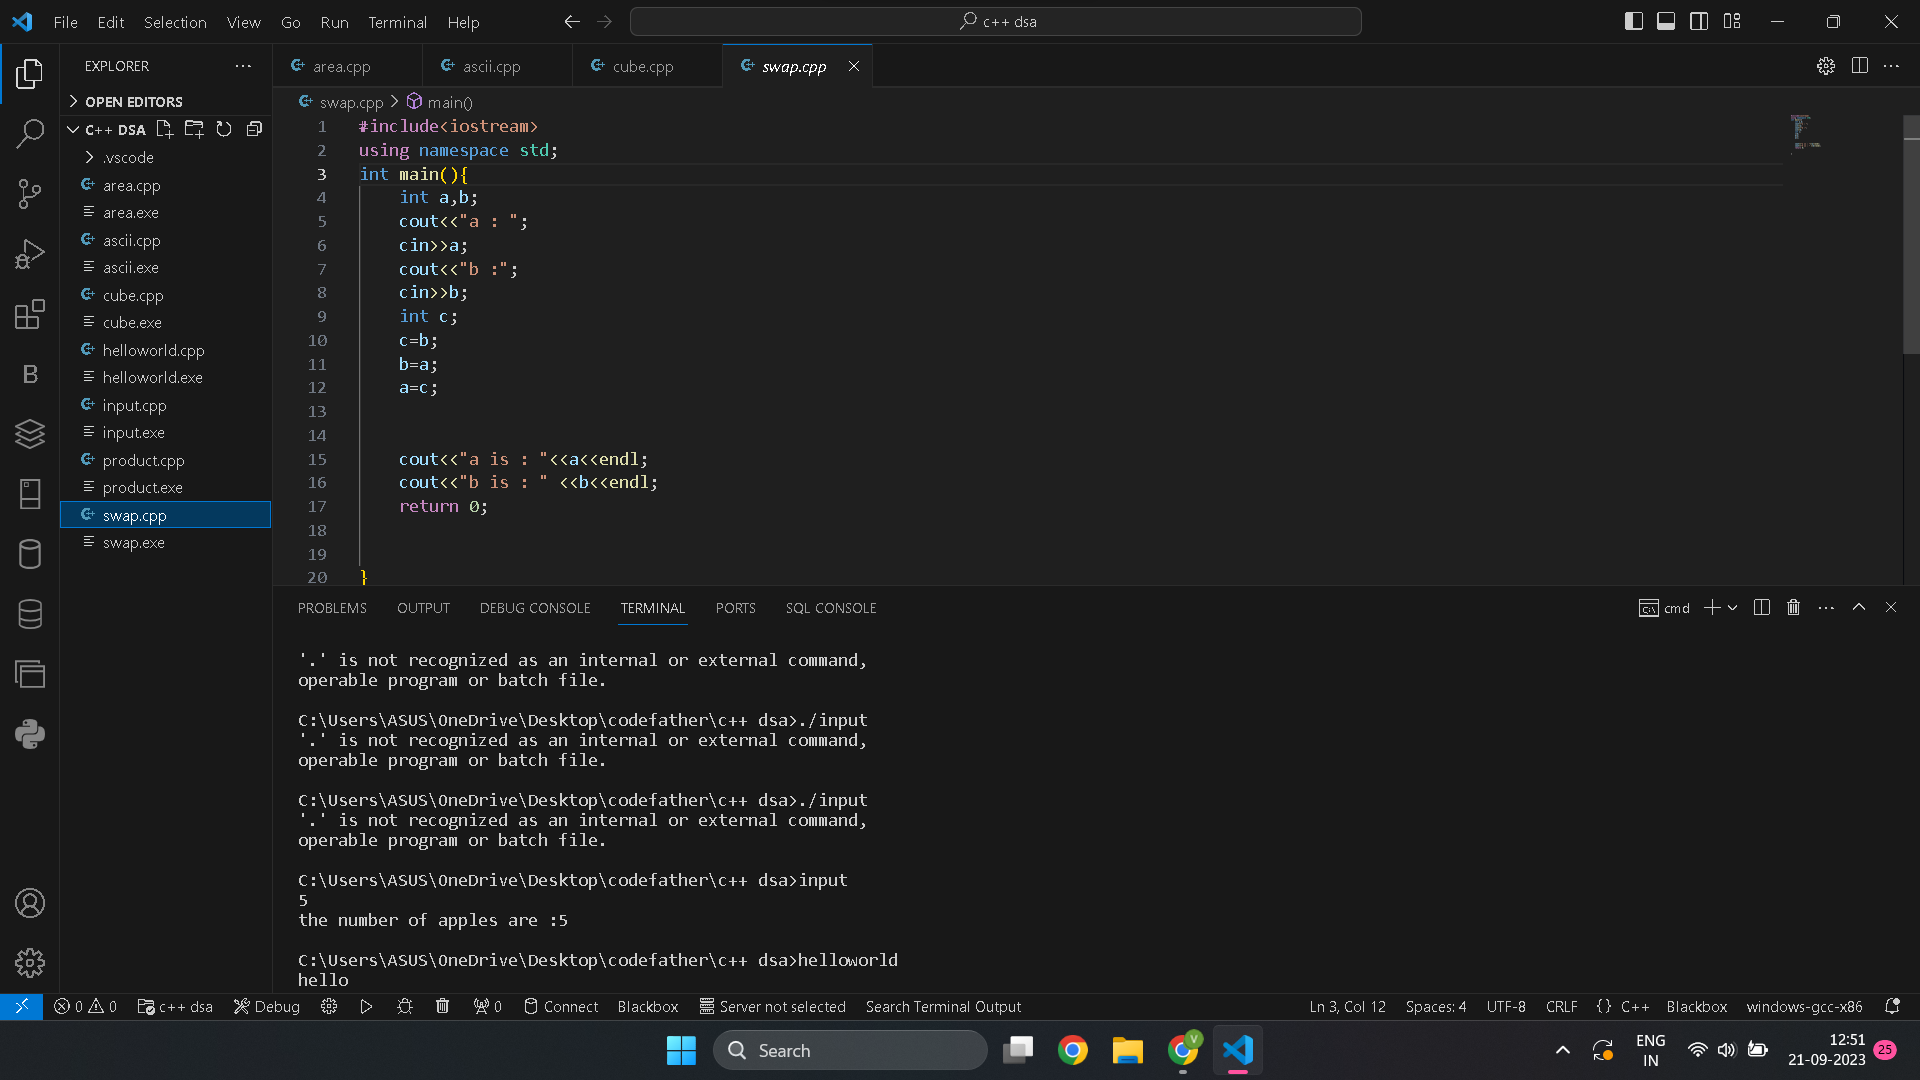 File Edit Selection View Go Run Terminal Help
c++ dsa
EXPLORER
OPEN EDITORS
C++ DSA
.vscode
area.cpp
area.exe
ascii.cpp
ascii.exe
cube.cpp
cube.exe
helloworld.cpp
helloworld.exe
input.cpp
input.exe
product.cpp
product.exe
swap.cpp
swap.exe
B
area.cpp ascii.cpp cube.cpp swap.cpp
swap.cpp > main()
1 #include<iostream>
2 using namespace std;
3 int main(){
4 int a,b;
5 cout<<"a : ";
6 cin>>a;
7 cout<<"b :";
8 cin>>b;
9 int c;
10 c=b;
11 b=a;
12 a=c;
13
14
15 cout<<"a is : "<<a<<endl;
16 cout<<"b is : " <<b<<endl;
17 return 0;
18
19
20 }
PROBLEMS OUTPUT DEBUG CONSOLE TERMINAL PORTS SQL CONSOLE
cmd
'.' is not recognized as an internal or external command,
operable program or batch file.
C:\Users\ASUS\OneDrive\Desktop\codefather\c++ dsa>./input
'.' is not recognized as an internal or external command,
operable program or batch file.
C:\Users\ASUS\OneDrive\Desktop\codefather\c++ dsa>./input
'.' is not recognized as an internal or external command,
operable program or batch file.
C:\Users\ASUS\OneDrive\Desktop\codefather\c++ dsa>input
5
the number of apples are :5
C:\Users\ASUS\OneDrive\Desktop\codefather\c++ dsa>helloworld
hello
0 0 c++ dsa Debug 0 Connect Blackbox Server not selected Search Terminal Output Ln 3, Col 12 Spaces: 4 UTF-8 CRLF {} C++ Blackbox windows-gcc-x86
Search
V
ENG
IN
12:51
21-09-2023
25